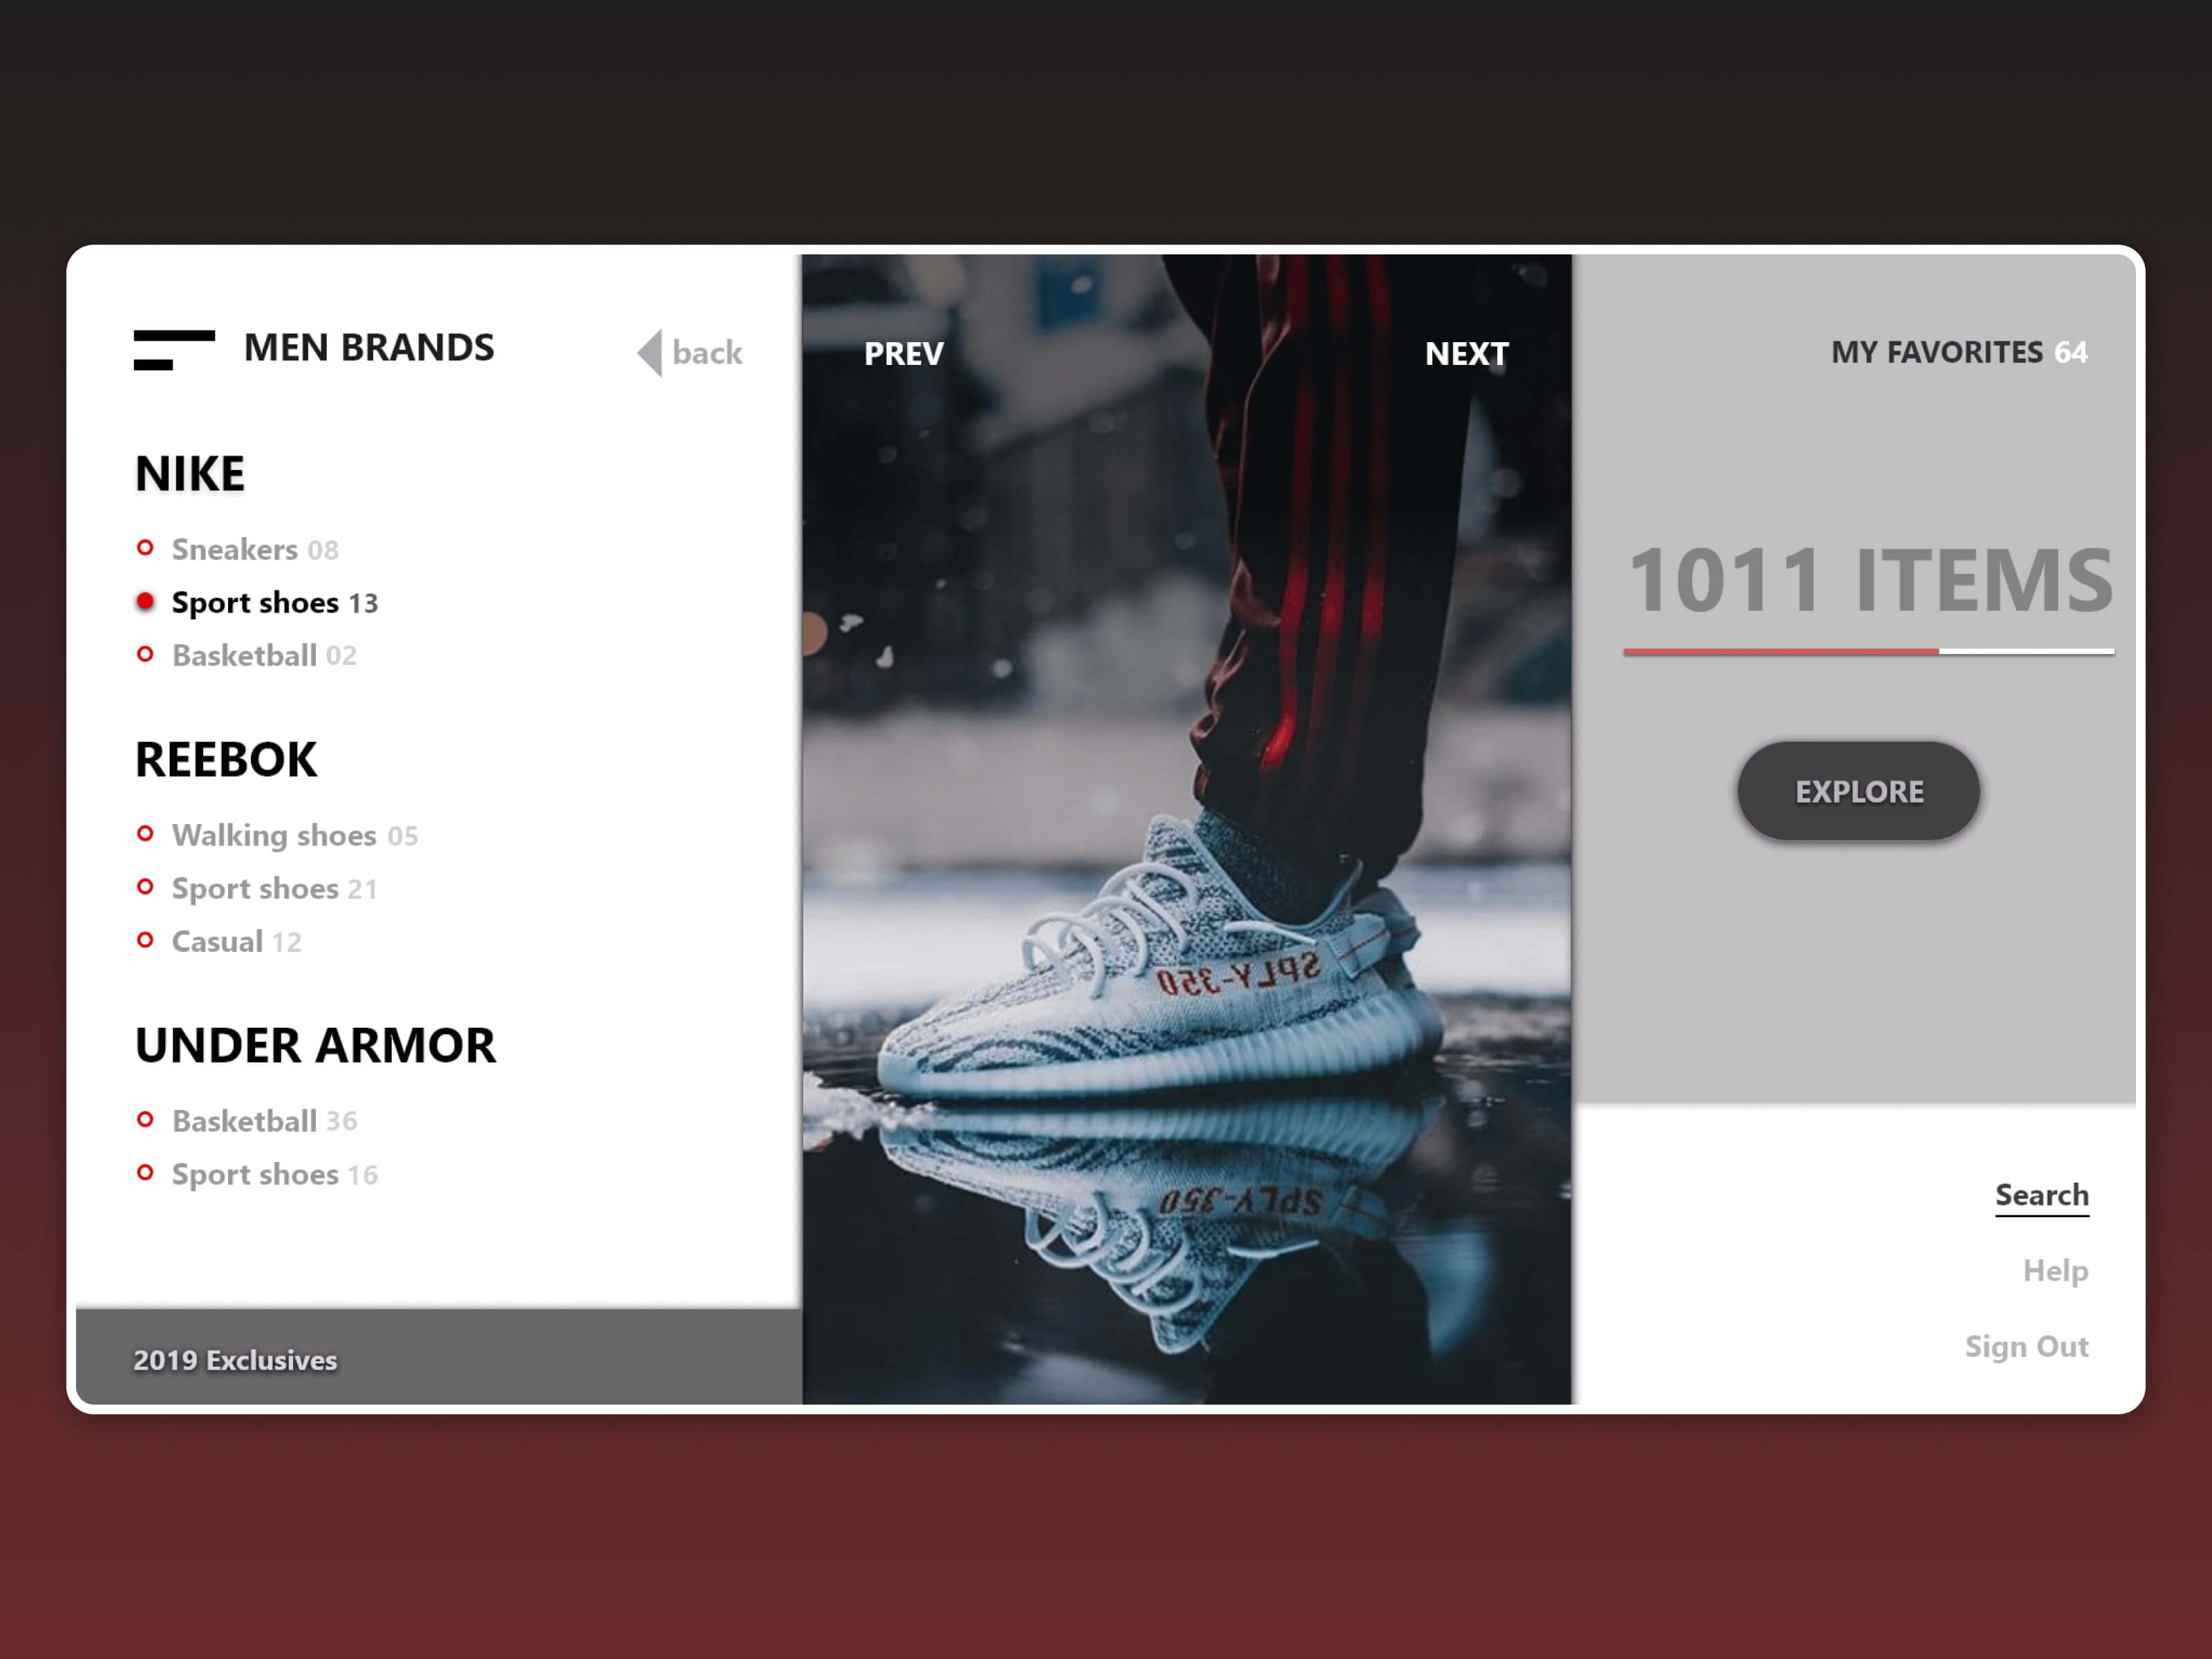 MEN BRANDS
back
NIKE
Sneakers 08
Sport shoes 13
Basketball 02
REEBOK
Walking shoes 05
Sport shoes 21
Casual 12
UNDER ARMOR
Basketball 36
Sport shoes 16
2019 Exclusives
PREV
NEXT
SPLY-350
SPLY-350
MY FAVORITES 64
1011 ITEMS
EXPLORE
Search
Help
Sign Out